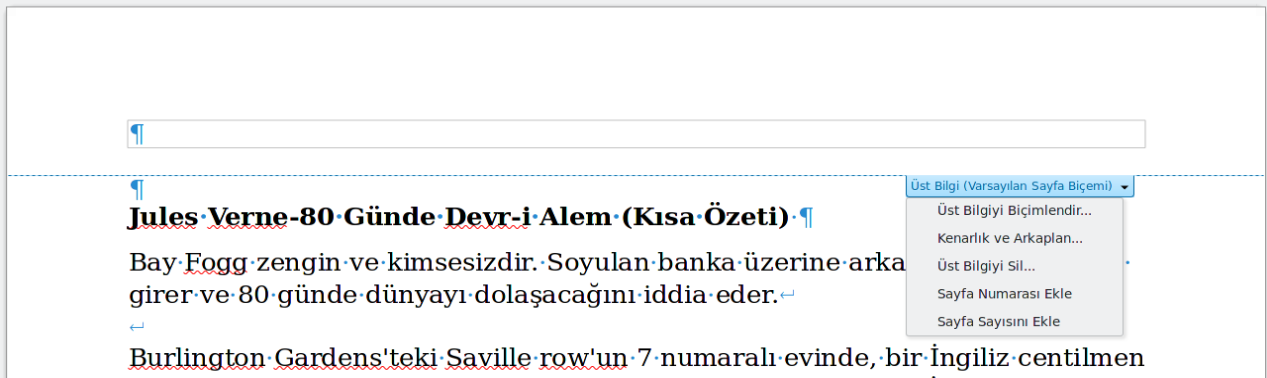 ¶
¶
Üst Bilgi (Varsayılan Sayfa Biçemi)
Jules Verne-80 Günde Devr-i Alem (Kısa Özeti) ¶
Üst Bilgiyi Biçimlendir...
Kenarlık ve Arkaplan...
Üst Bilgiyi Sil...
Sayfa Numarası Ekle
Sayfa Sayısını Ekle
Bay Fogg zengin ve kimsesizdir. Soyulan banka üzerine arka
girer ve 80 günde dünyayı dolaşacağını iddia eder.↵
↵
Burlington Gardens'teki Saville row'un 7 numaralı evinde, bir İngiliz centilmen